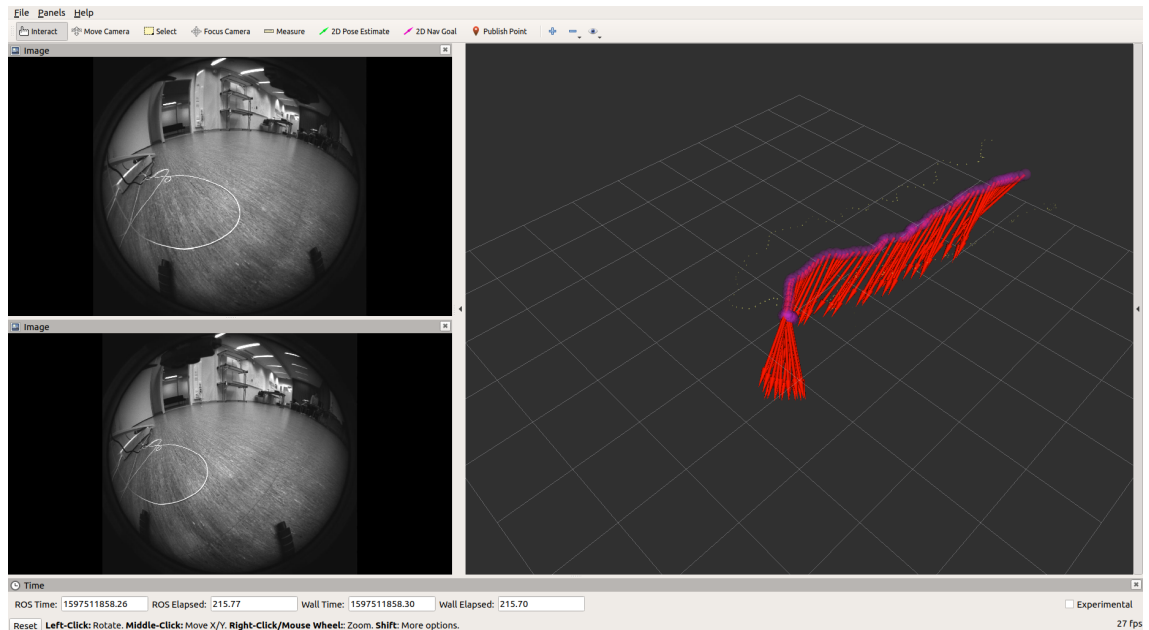 File Panels Help
Interact Move Camera Select Focus Camera Measure 2D Pose Estimate 2D Nav Goal Publish Point
Image
Image
Time
ROS Time: 1597511858.26 ROS Elapsed: 215.77 Wall Time: 1597511858.30 Wall Elapsed: 215.70 Experimental
Reset Left-Click: Rotate. Middle-Click: Move X/Y. Right-Click/Mouse Wheel:: Zoom. Shift: More options. 27 fps